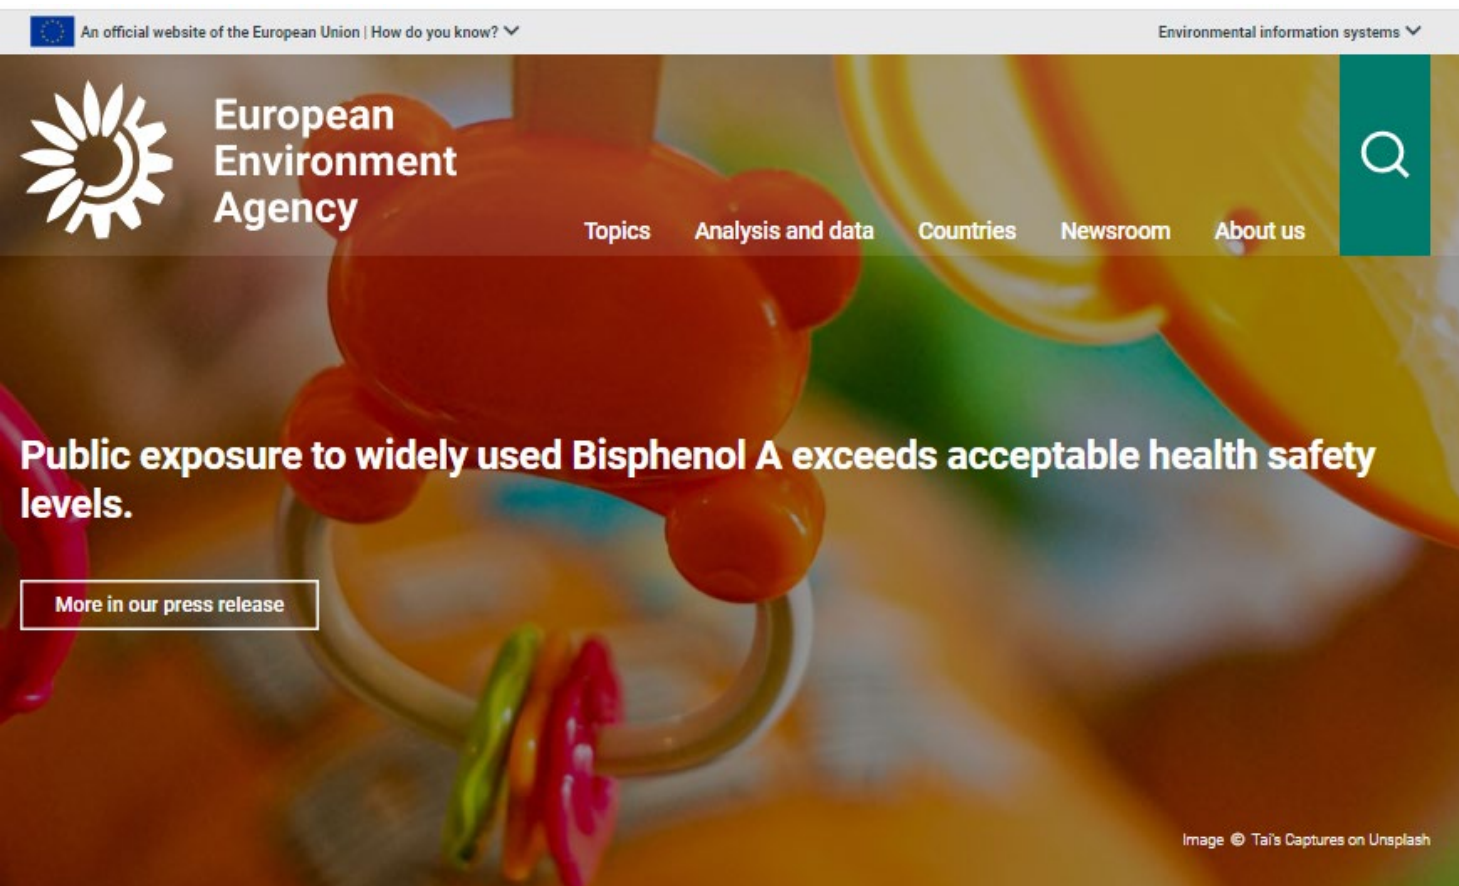 An official website of the European Union | How do you know?
Environmental information systems
European
Environment
Agency
Topics Analysis and data Countries Newsroom About us
Public exposure to widely used Bisphenol A exceeds acceptable health safety
levels.
More in our press release
Image © Tai's Captures on Unsplash